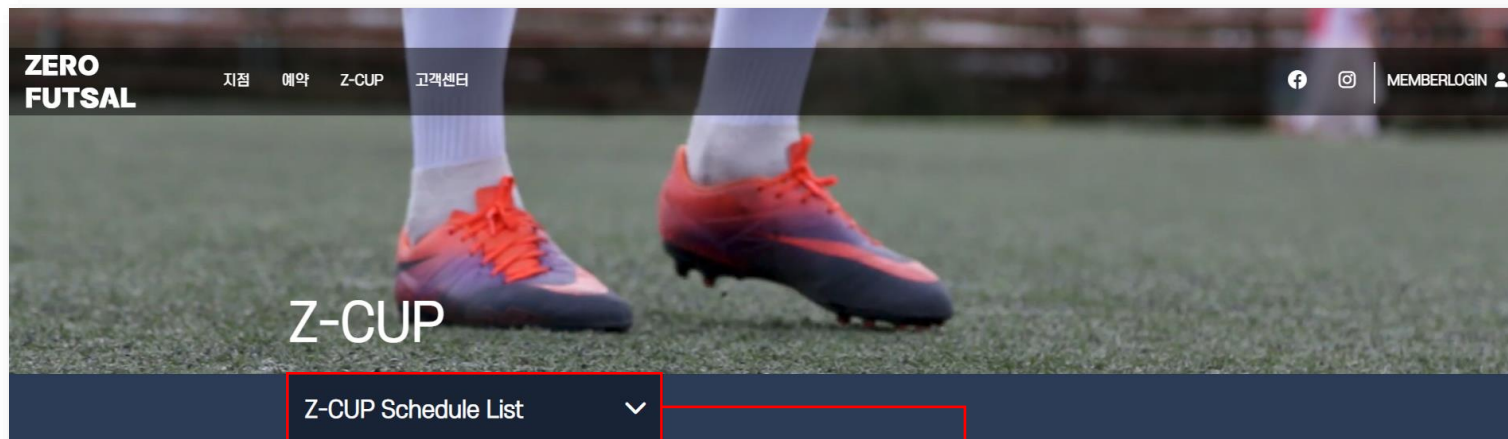 ZERO
FUTSAL
지점 예약 Z-CUP 고객센터
MEMBERLOGIN
Z-CUP
Z-CUP Schedule List